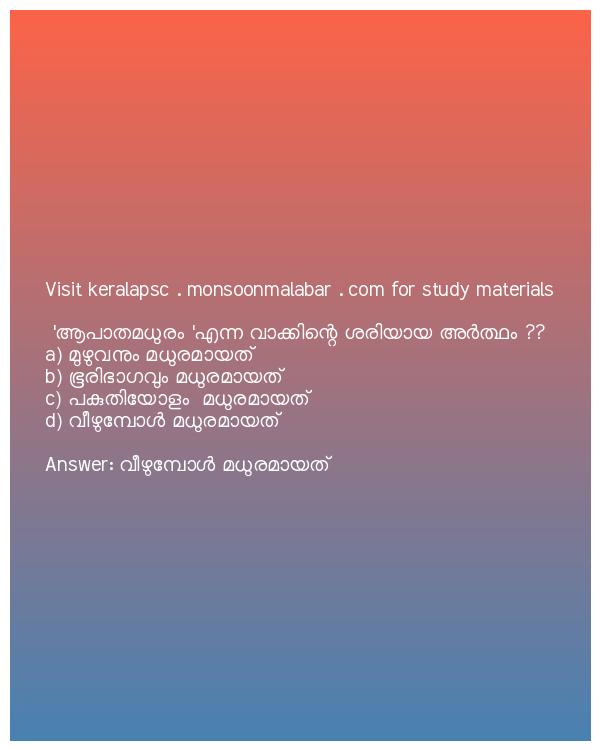 Visit keralapsc . monsoonmalabar . com for study materials
'ആപാതമധുരം 'എന്ന വാക്കിന്റെ ശരിയായ അർത്ഥം ??
a) മുഴുവനും മധുരമായത്
b) ഭൂരിഭാഗവും മധുരമായത്
c) പകുതിയോളം മധുരമായത്
d) വീഴുമ്പോൾ മധുരമായത്
Answer: വീഴുമ്പോൾ മധുരമായത്